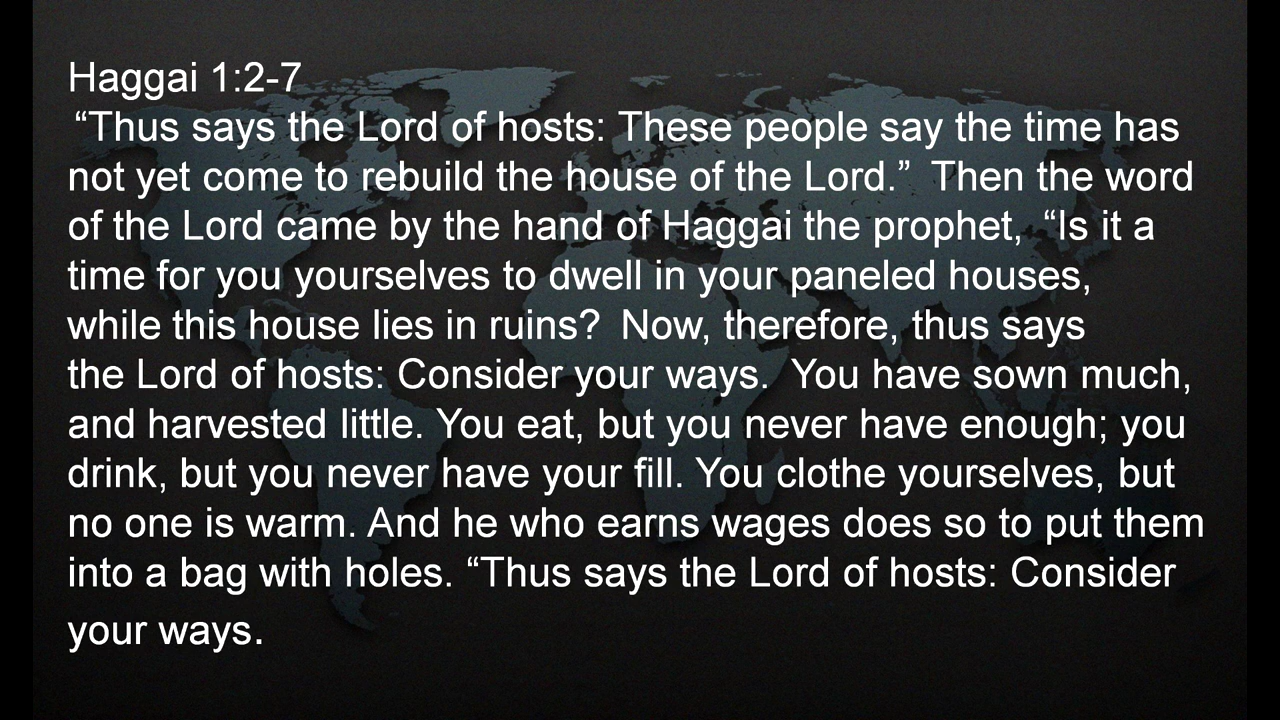 Haggai 1:2-7
“Thus says the Lord of hosts: These people say the time has
not yet come to rebuild the house of the Lord.”  Then the word
of the Lord came by the hand of Haggai the prophet,  “Is it a
time for you yourselves to dwell in your paneled houses,
while this house lies in ruins?  Now, therefore, thus says
the Lord of hosts: Consider your ways.  You have sown much,
and harvested little. You eat, but you never have enough; you
drink, but you never have your fill. You clothe yourselves, but
no one is warm. And he who earns wages does so to put them
into a bag with holes. “Thus says the Lord of hosts: Consider
your ways.